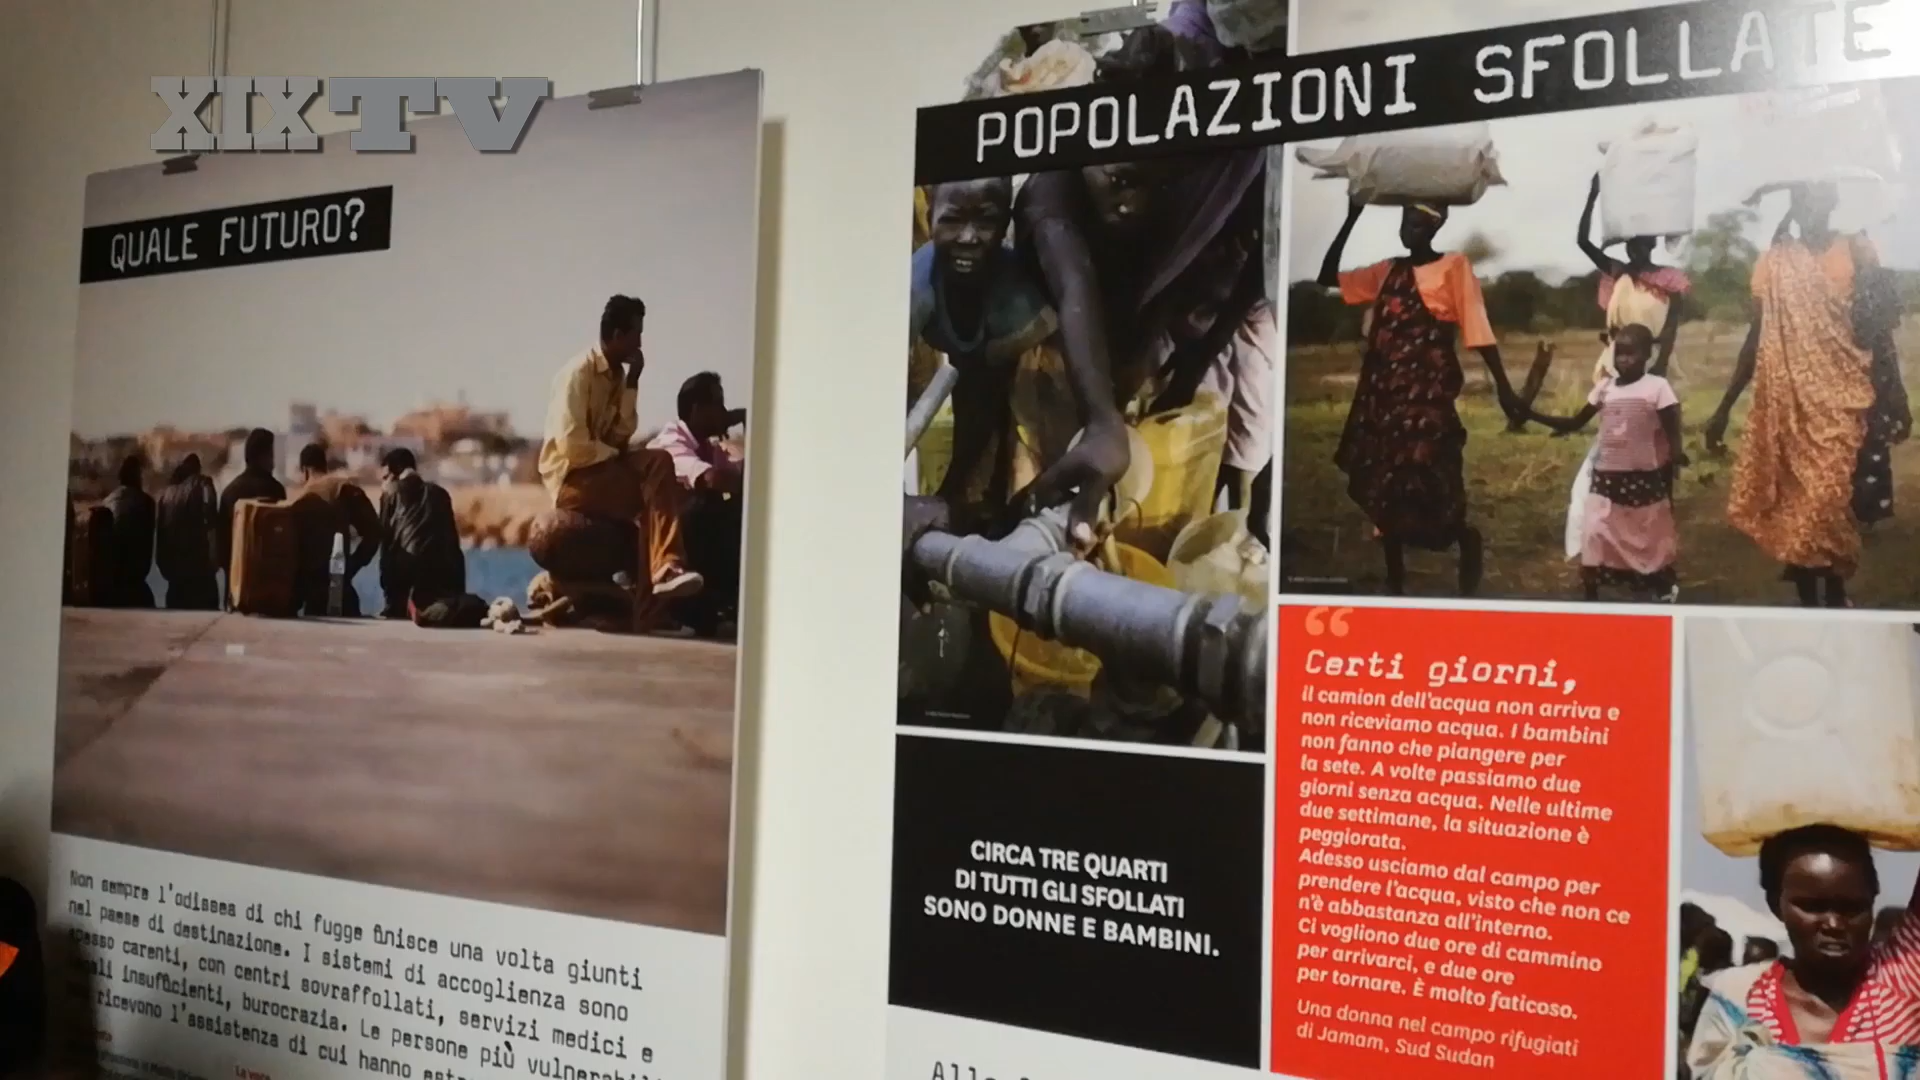 XIX TV
QUALE FUTURO?
Non sempre l'odissea di chi fugge finisce una volta giunti
nel paese di destinazione. I sistemi di accoglienza sono
spesso carenti, con centri sovraffollati, servizi medici e
insufficienti, burocrazia. Le persone più
ricevono l'assistenza di cui hanno
La voce
POPOLAZIONI SFOLLATE
CIRCA TRE QUARTI
DI TUTTI GLI SFOLLATI
SONO DONNE E BAMBINI.
“
Certi giorni,
il camion dell'acqua non arriva e
non riceviamo acqua. I bambini
non fanno che piangere per
la sete. A volte passiamo due
giorni senza acqua. Nelle ultime
due settimane, la situazione è
peggiorata.
Adesso usciamo dal campo per
prendere l'acqua, visto che non ce
n'è abbastanza all'interno.
Ci vogliono due ore di cammino
per arrivarci, e due ore
per tornare. È molto faticoso.
Una donna nel campo rifugiati
di Jamam, Sud Sudan